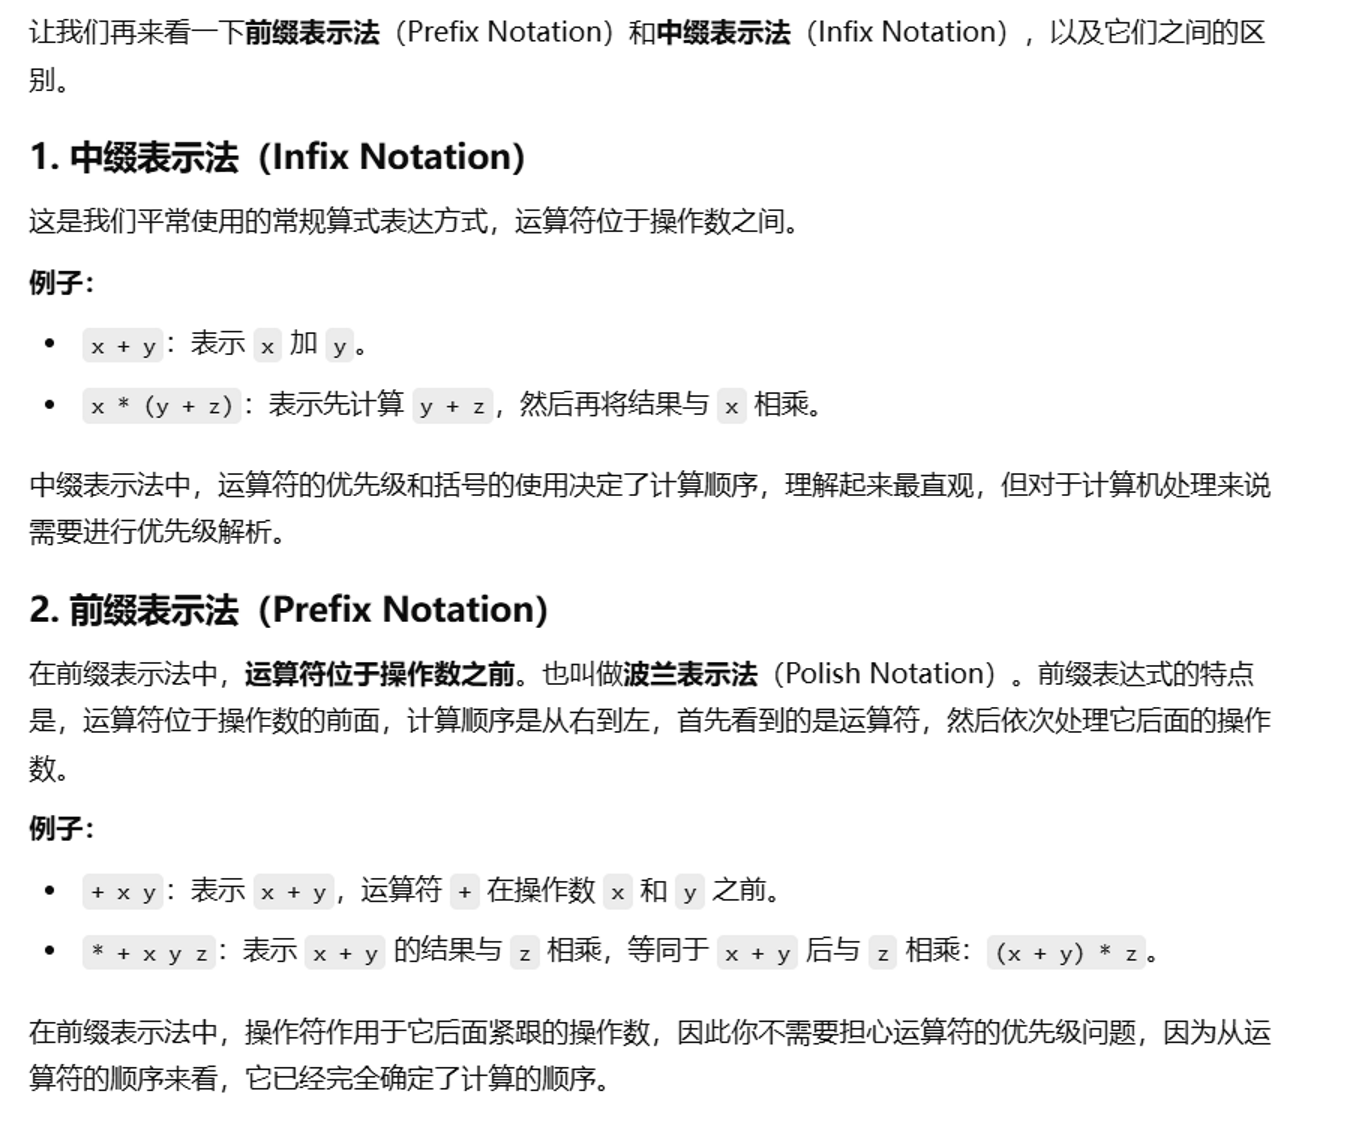 让我们再来看一下前缀表示法（Prefix Notation）和中缀表示法（Infix Notation），以及它们之间的区
别。
1. 中缀表示法（Infix Notation）
这是我们平常使用的常规算式表达方式，运算符位于操作数之间。
例子：
• x + y：表示 x 加 y。
• x * (y + z)：表示先计算 y + z，然后再将结果与 x 相乘。
中缀表示法中，运算符的优先级和括号的使用决定了计算顺序，理解起来最直观，但对于计算机处理来说
需要进行优先级解析。
2. 前缀表示法（Prefix Notation）
在前缀表示法中，运算符位于操作数之前。也叫做波兰表示法（Polish Notation）。前缀表达式的特点
是，运算符位于操作数的前面，计算顺序是从右到左，首先看到的是运算符，然后依次处理它后面的操作
数。
例子：
• + x y：表示 x + y，运算符 + 在操作数 x 和 y 之前。
• * + x y z：表示 x + y 的结果与 z 相乘，等同于 x + y 后与 z 相乘：(x + y) * z。
在前缀表示法中，操作符作用于它后面紧跟的操作数，因此你不需要担心运算符的优先级问题，因为从运
算符的顺序来看，它已经完全确定了计算的顺序。